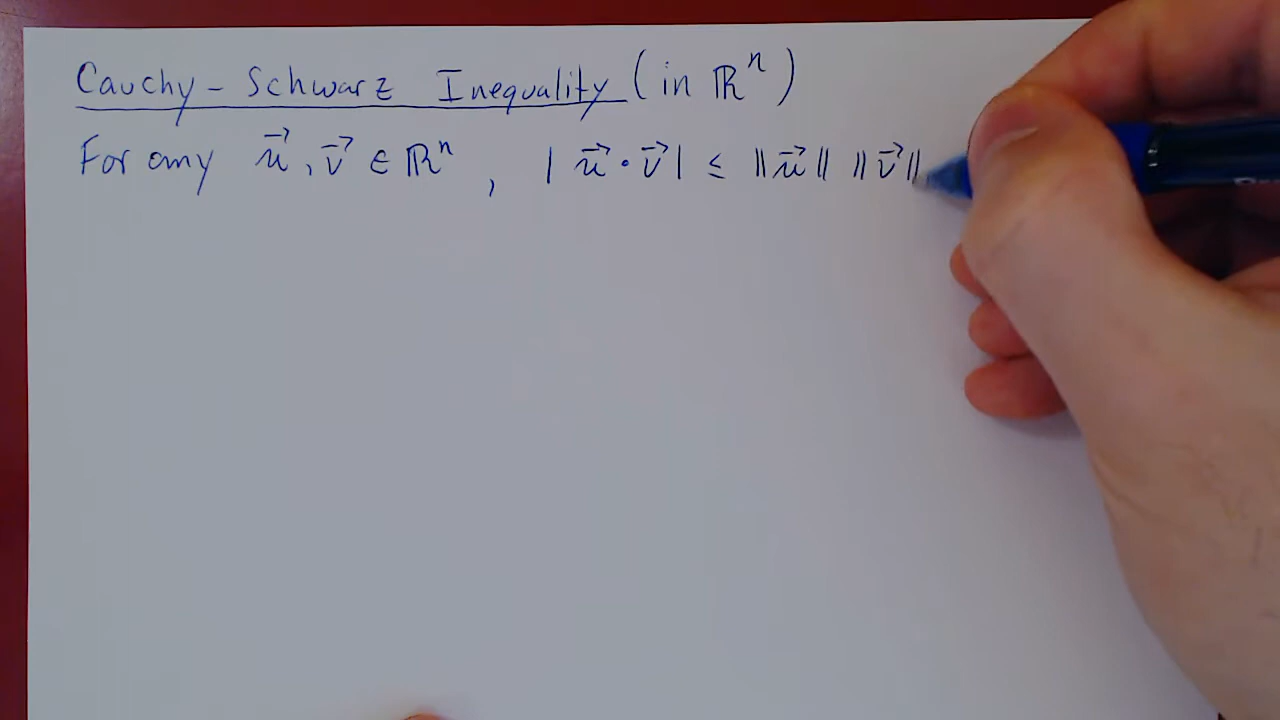 Cauchy-Schwarz Inequality (in ℝⁿ)
For any u⃗, v⃗ ∈ ℝⁿ, |u⃗ · v⃗| ≤ ‖u⃗‖ ‖v⃗‖